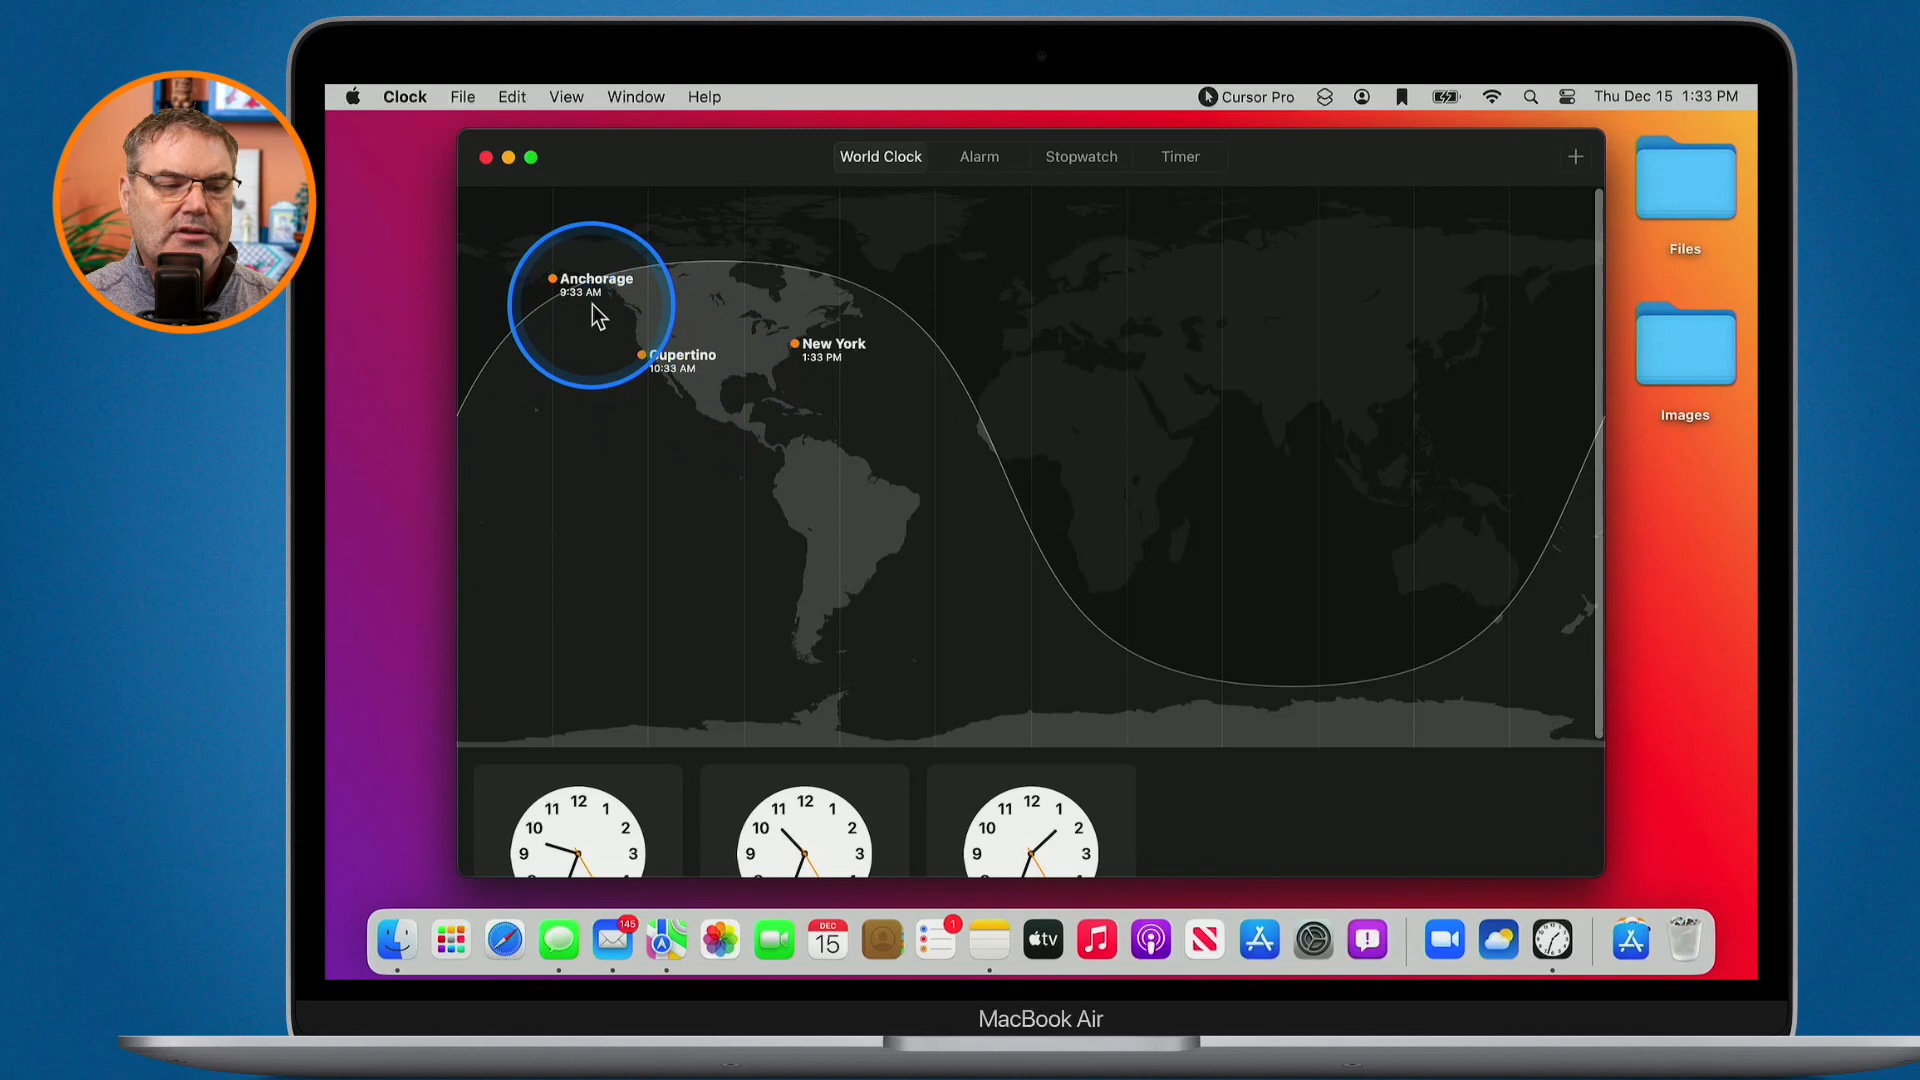 Clock File Edit View Window Help Cursor Pro Thu Dec 15 1:33 PM
World Clock Alarm Stopwatch Timer
Files
Anchorage
9:33 AM
New York
1:33 PM
Cupertino
10:33 AM
Images
12 12 12
11 1 11 1 11 1
10 2 10 2 10 2
9 3 9 3 9 3
145
DEC
15
1
tv
MacBook Air